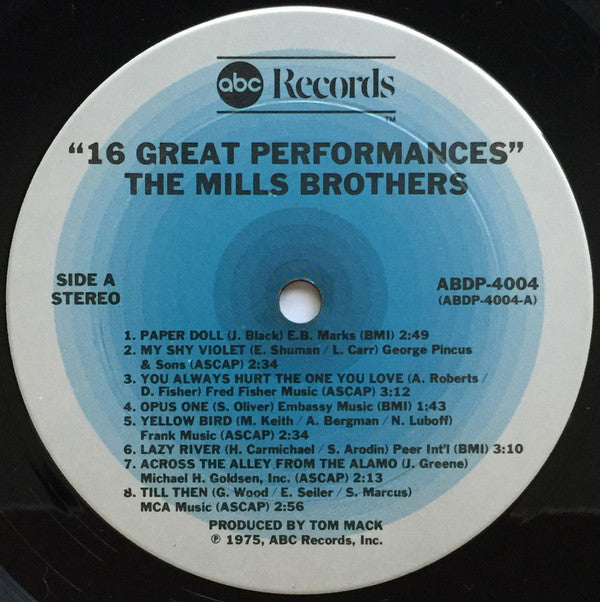 abc Records
TM
"16 GREAT PERFORMANCES"
THE MILLS BROTHERS
SIDE A
STEREO
ABDP-4004
(ABDP-4004-A)
1. PAPER DOLL (J. Black) E.B. Marks (BMI) 2:49
2. MY SHY VIOLET (E. Shuman / L. Carr) George Pincus
& Sons (ASCAP) 2:34
3. YOU ALWAYS HURT THE ONE YOU LOVE (A. Roberts /
D. Fisher) Fred Fisher Music (ASCAP) 3:12
4. OPUS ONE (S. Oliver) Embassy Music (BMI) 1:43
5. YELLOW BIRD (M. Keith / A. Bergman / N. Luboff)
Frank Music (ASCAP) 2:34
6. LAZY RIVER (H. Carmichael / S. Arodin) Peer Int'l (BMI) 3:10
7. ACROSS THE ALLEY FROM THE ALAMO (J. Greene)
Michael H. Goldsen, Inc. (ASCAP) 2:13
8. TILL THEN (G. Wood / E. Seiler / S. Marcus)
MCA Music (ASCAP) 2:56
PRODUCED BY TOM MACK
℗ 1975, ABC Records, Inc.